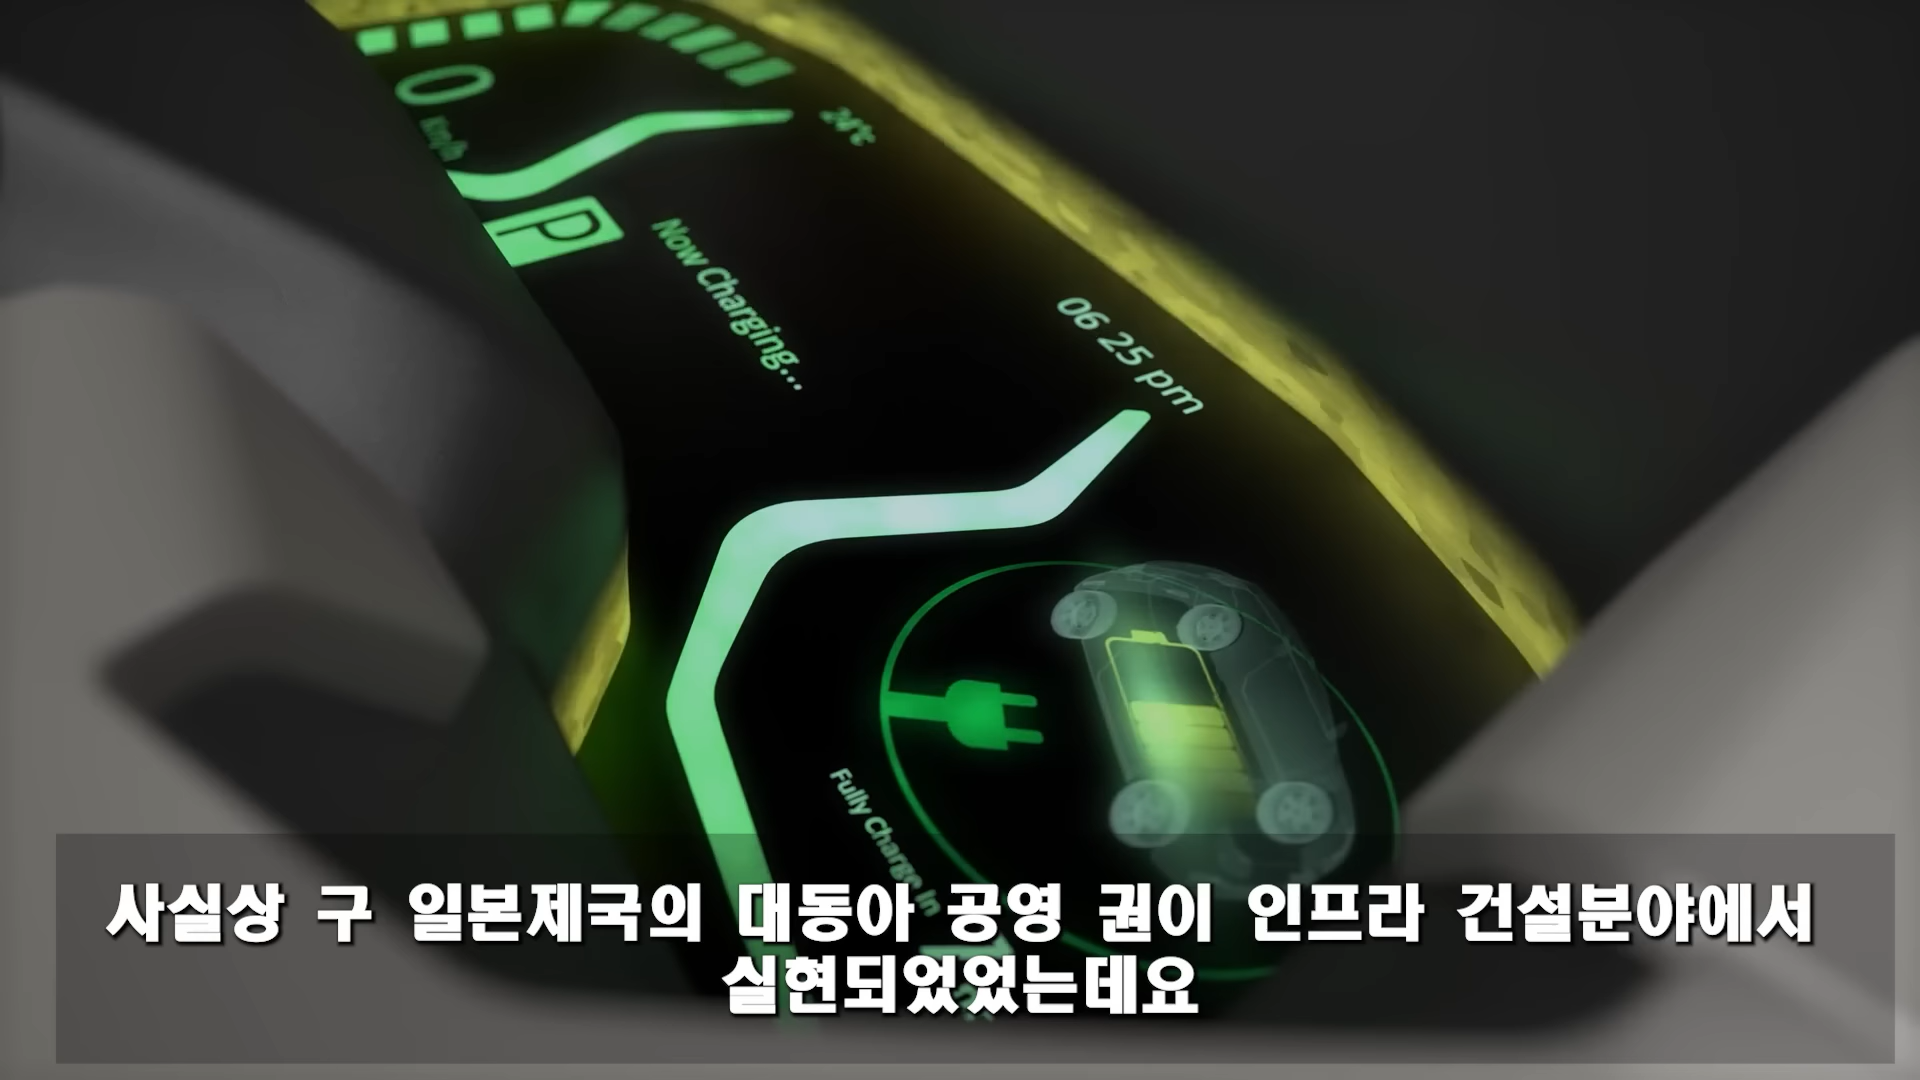 0
Km/h
24°C
P
Now Charging...
06 25 pm
Fully Charge in
사실상 구 일본제국의 대동아 공영 권이 인프라 건설분야에서
실현되었었는데요